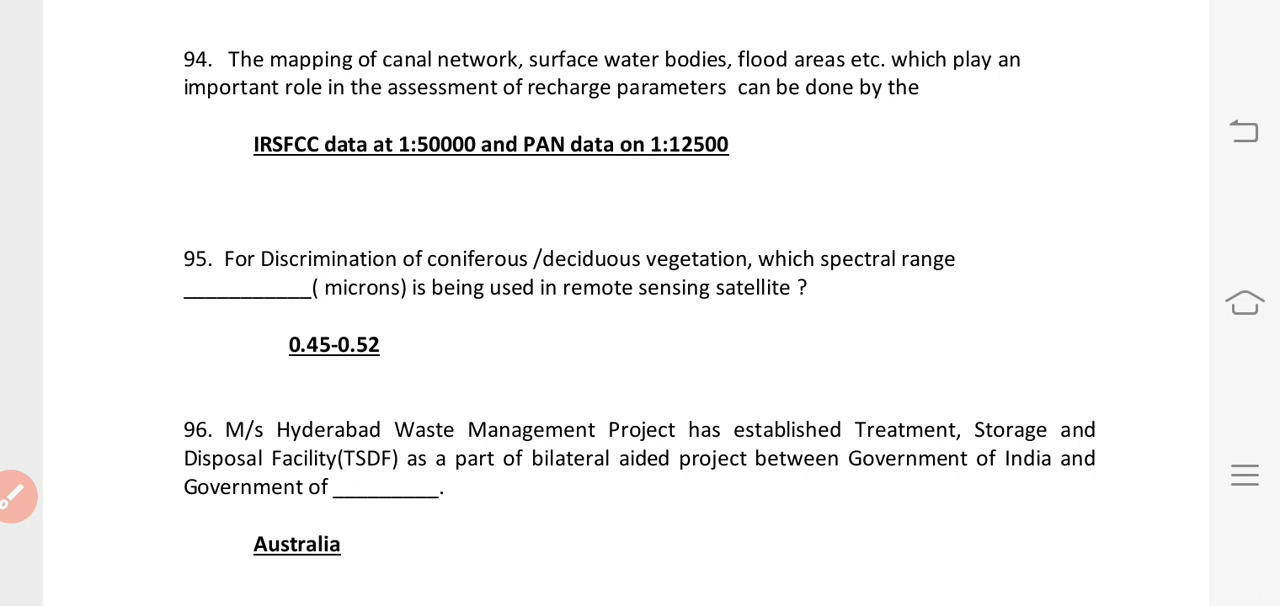 94. The mapping of canal network, surface water bodies, flood areas etc. which play an
important role in the assessment of recharge parameters can be done by the
IRSFCC data at 1:50000 and PAN data on 1:12500
95. For Discrimination of coniferous /deciduous vegetation, which spectral range
___________( microns) is being used in remote sensing satellite ?
0.45-0.52
96. M/s Hyderabad Waste Management Project has established Treatment, Storage and
Disposal Facility(TSDF) as a part of bilateral aided project between Government of India and
Government of _________.
Australia